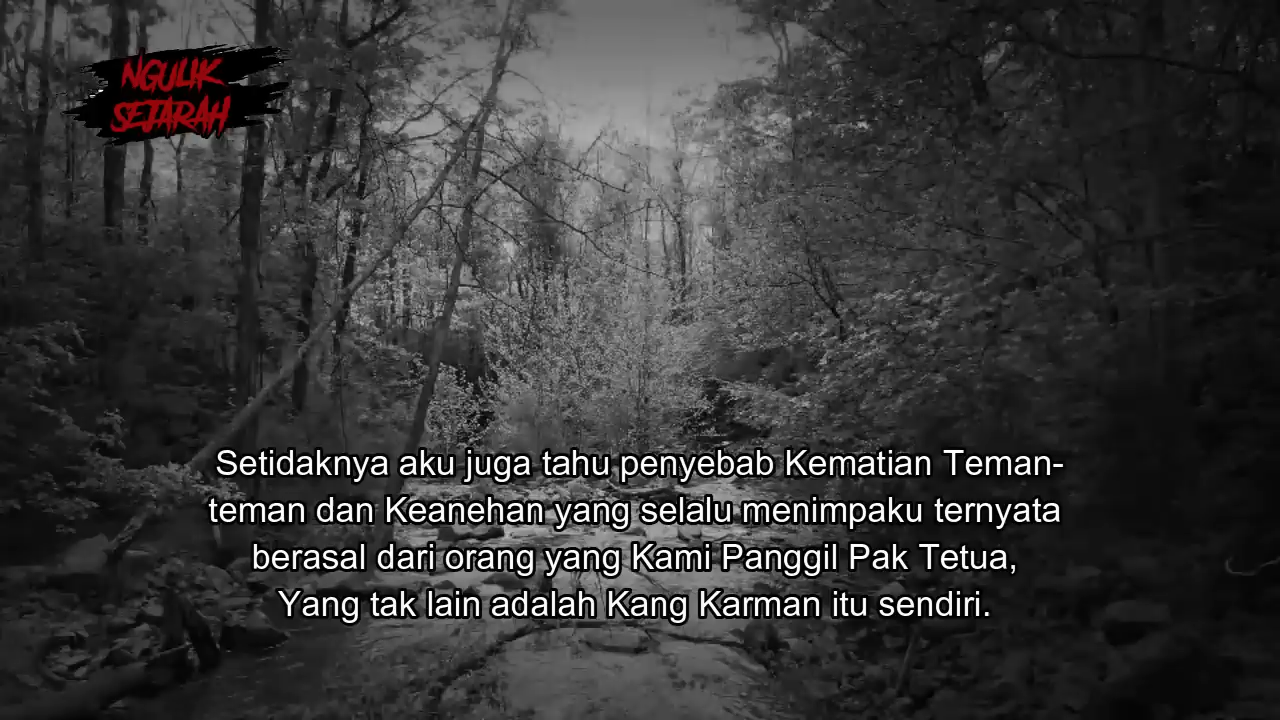 NGULIK
SEJARAH
Setidaknya aku juga tahu penyebab Kematian Teman-
teman dan Keanehan yang selalu menimpaku ternyata
berasal dari orang yang Kami Panggil Pak Tetua,
Yang tak lain adalah Kang Karman itu sendiri.